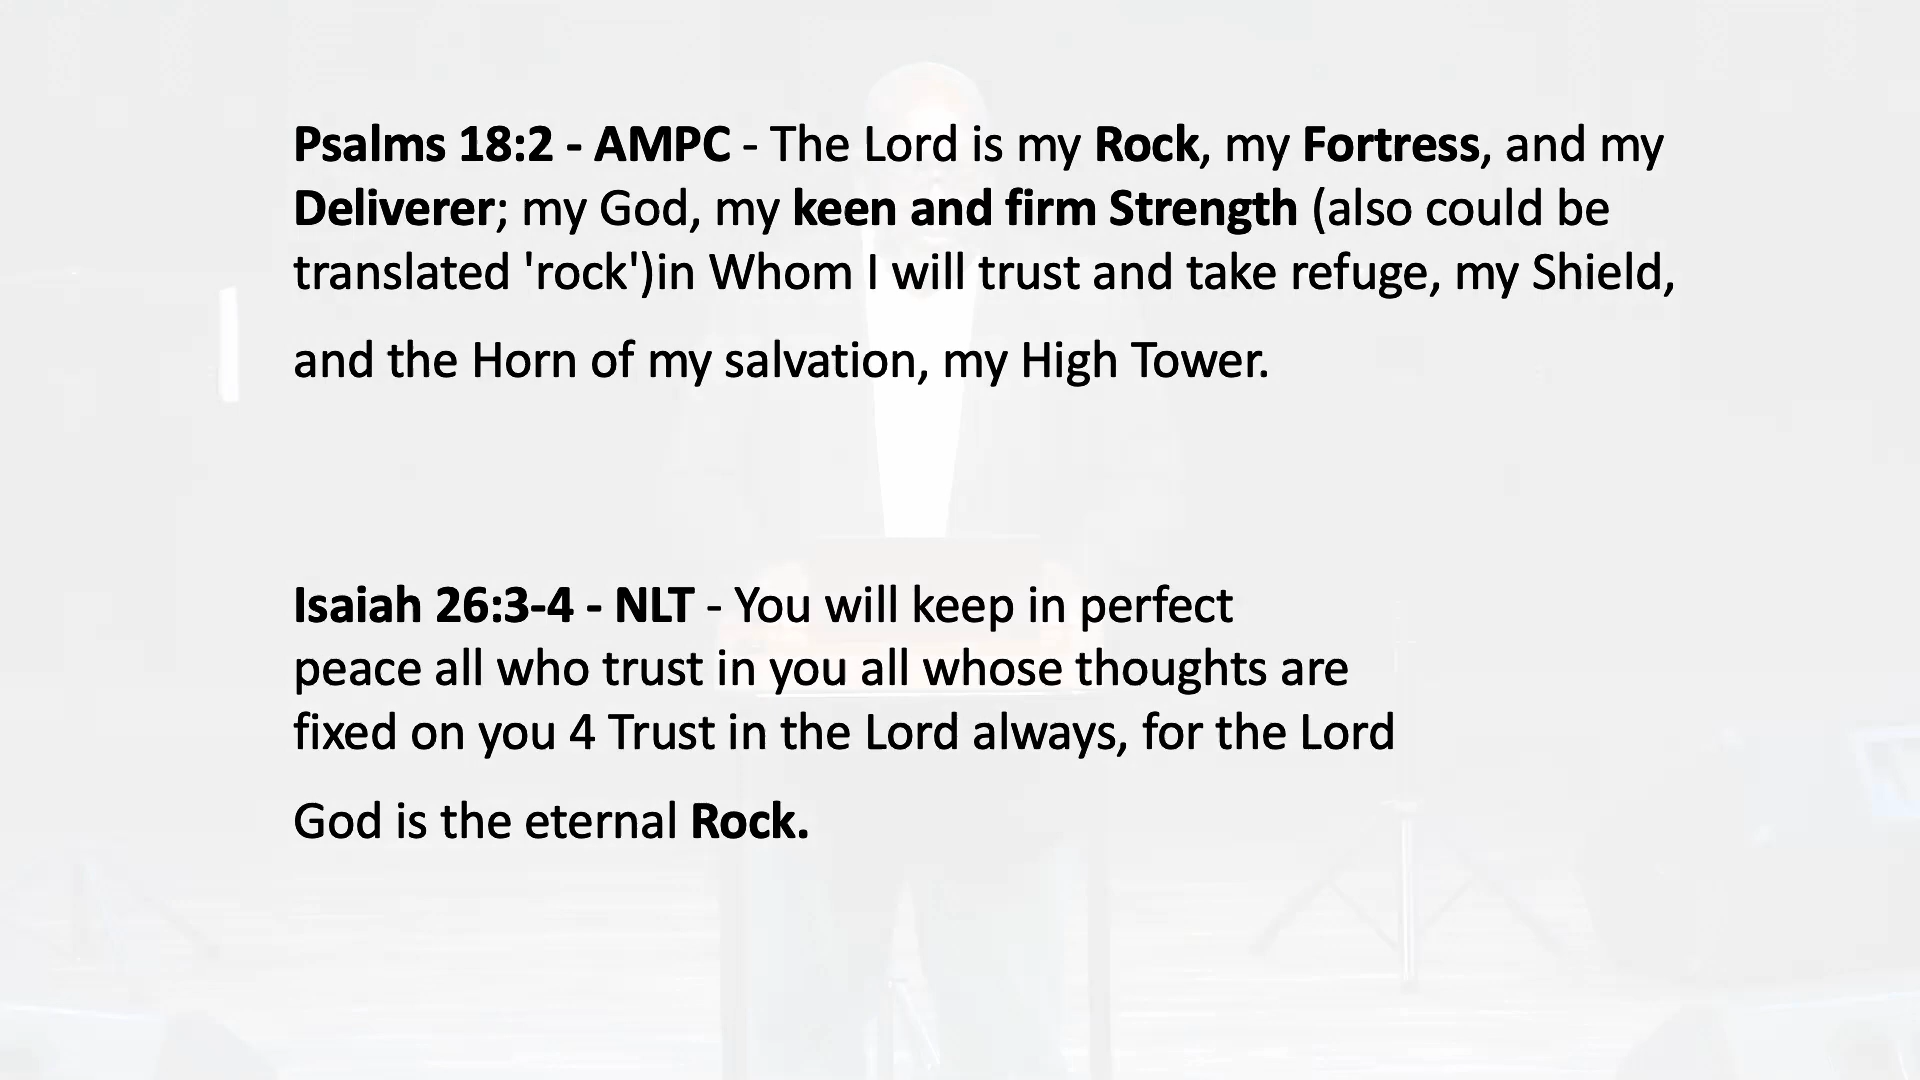 Psalms 18:2 - AMPC - The Lord is my Rock, my Fortress, and my
Deliverer; my God, my keen and firm Strength (also could be
translated 'rock')in Whom I will trust and take refuge, my Shield,
and the Horn of my salvation, my High Tower.
Isaiah 26:3-4 - NLT - You will keep in perfect
peace all who trust in you all whose thoughts are
fixed on you 4 Trust in the Lord always, for the Lord
God is the eternal Rock.